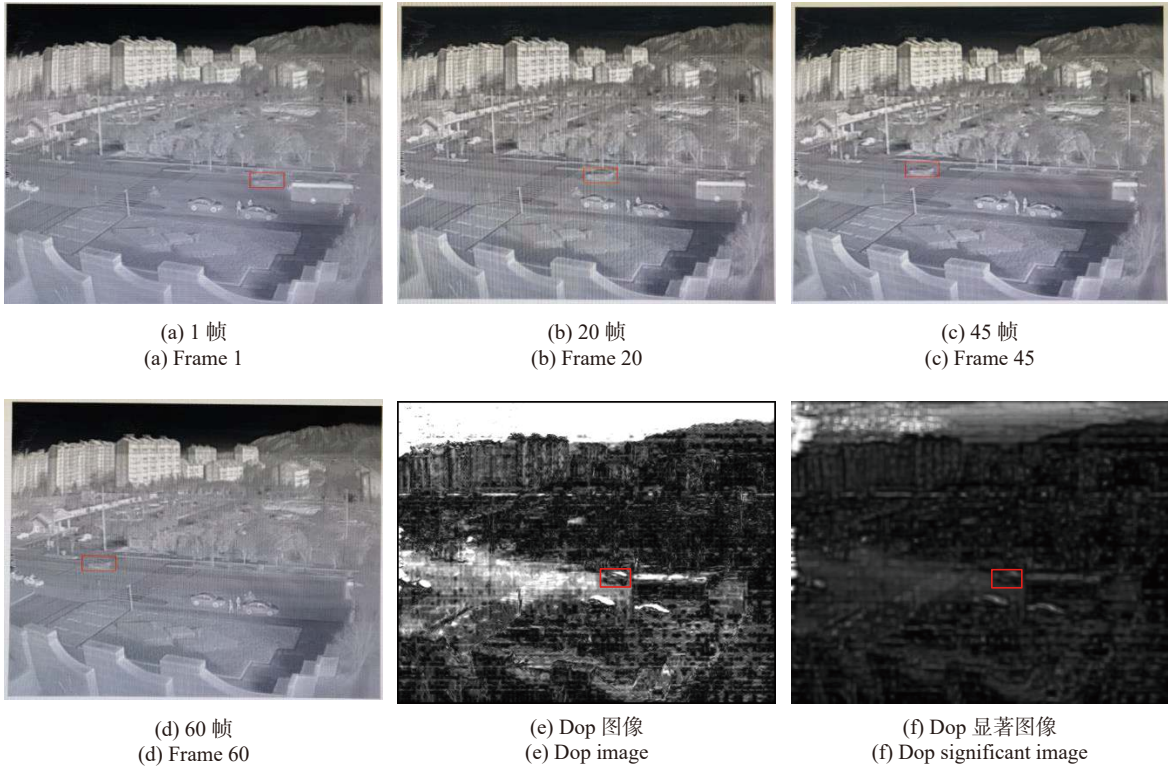 (a) 1 帧
(a) Frame 1
(b) 20 帧
(b) Frame 20
(c) 45 帧
(c) Frame 45
(d) 60 帧
(d) Frame 60
(e) Dop 图像
(e) Dop image
(f) Dop 显著图像
(f) Dop significant image